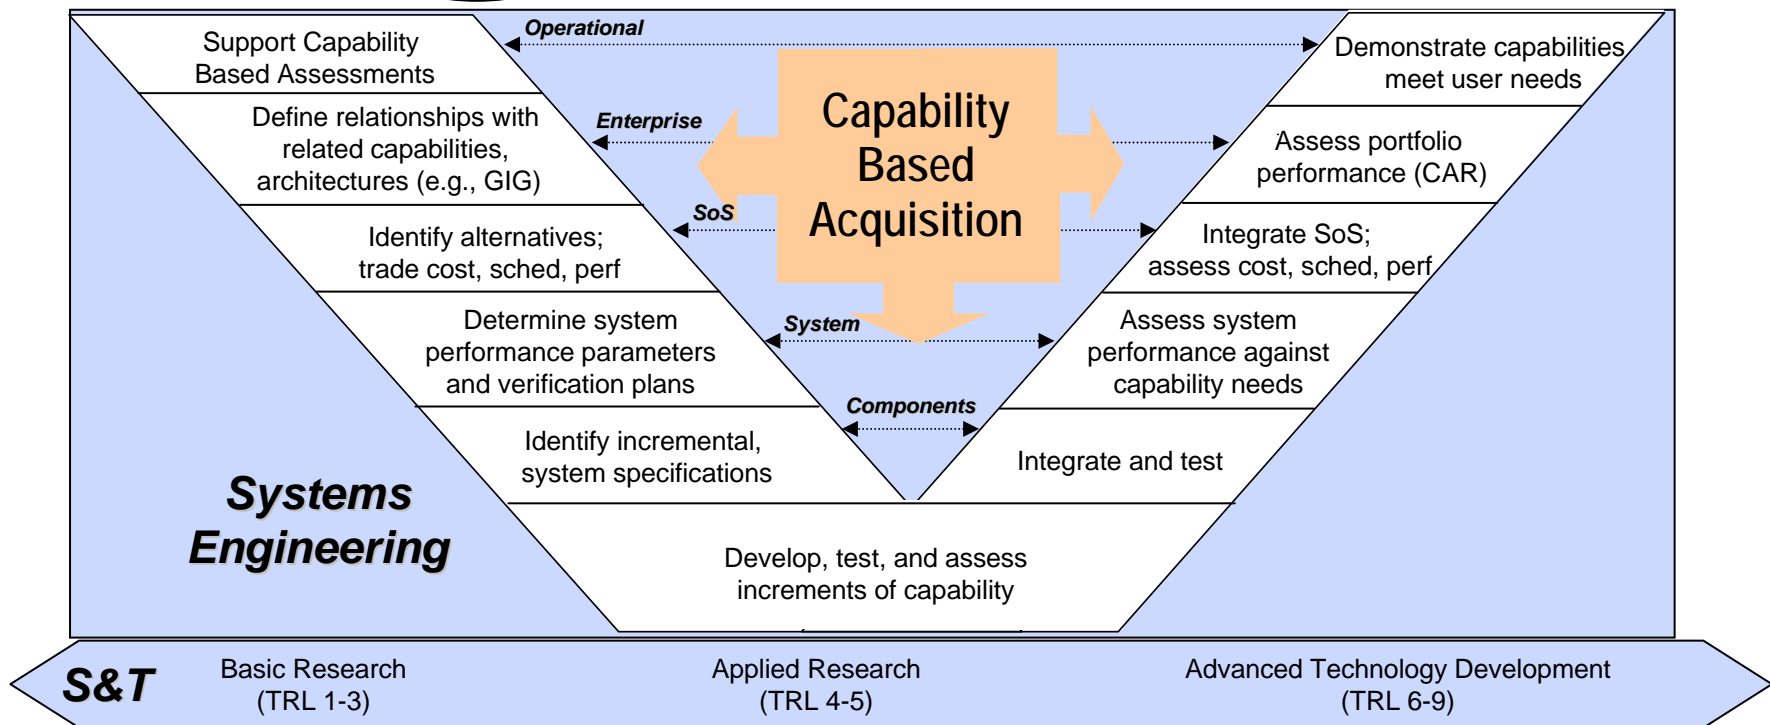 Support Capability
Based Assessments
Operational
Demonstrate capabilities
meet user needs
Define relationships with
related capabilities,
architectures (e.g., GIG)
Enterprise
Capability
Based
Acquisition
Assess portfolio
performance (CAR)
Identify alternatives;
trade cost, sched, perf
SoS
Integrate SoS;
assess cost, sched, perf
Determine system
performance parameters
and verification plans
System
Assess system
performance against
capability needs
Identify incremental,
system specifications
Components
Integrate and test
Systems
Engineering
Develop, test, and assess
increments of capability
S&T
Basic Research
(TRL 1-3)
Applied Research
(TRL 4-5)
Advanced Technology Development
(TRL 6-9)